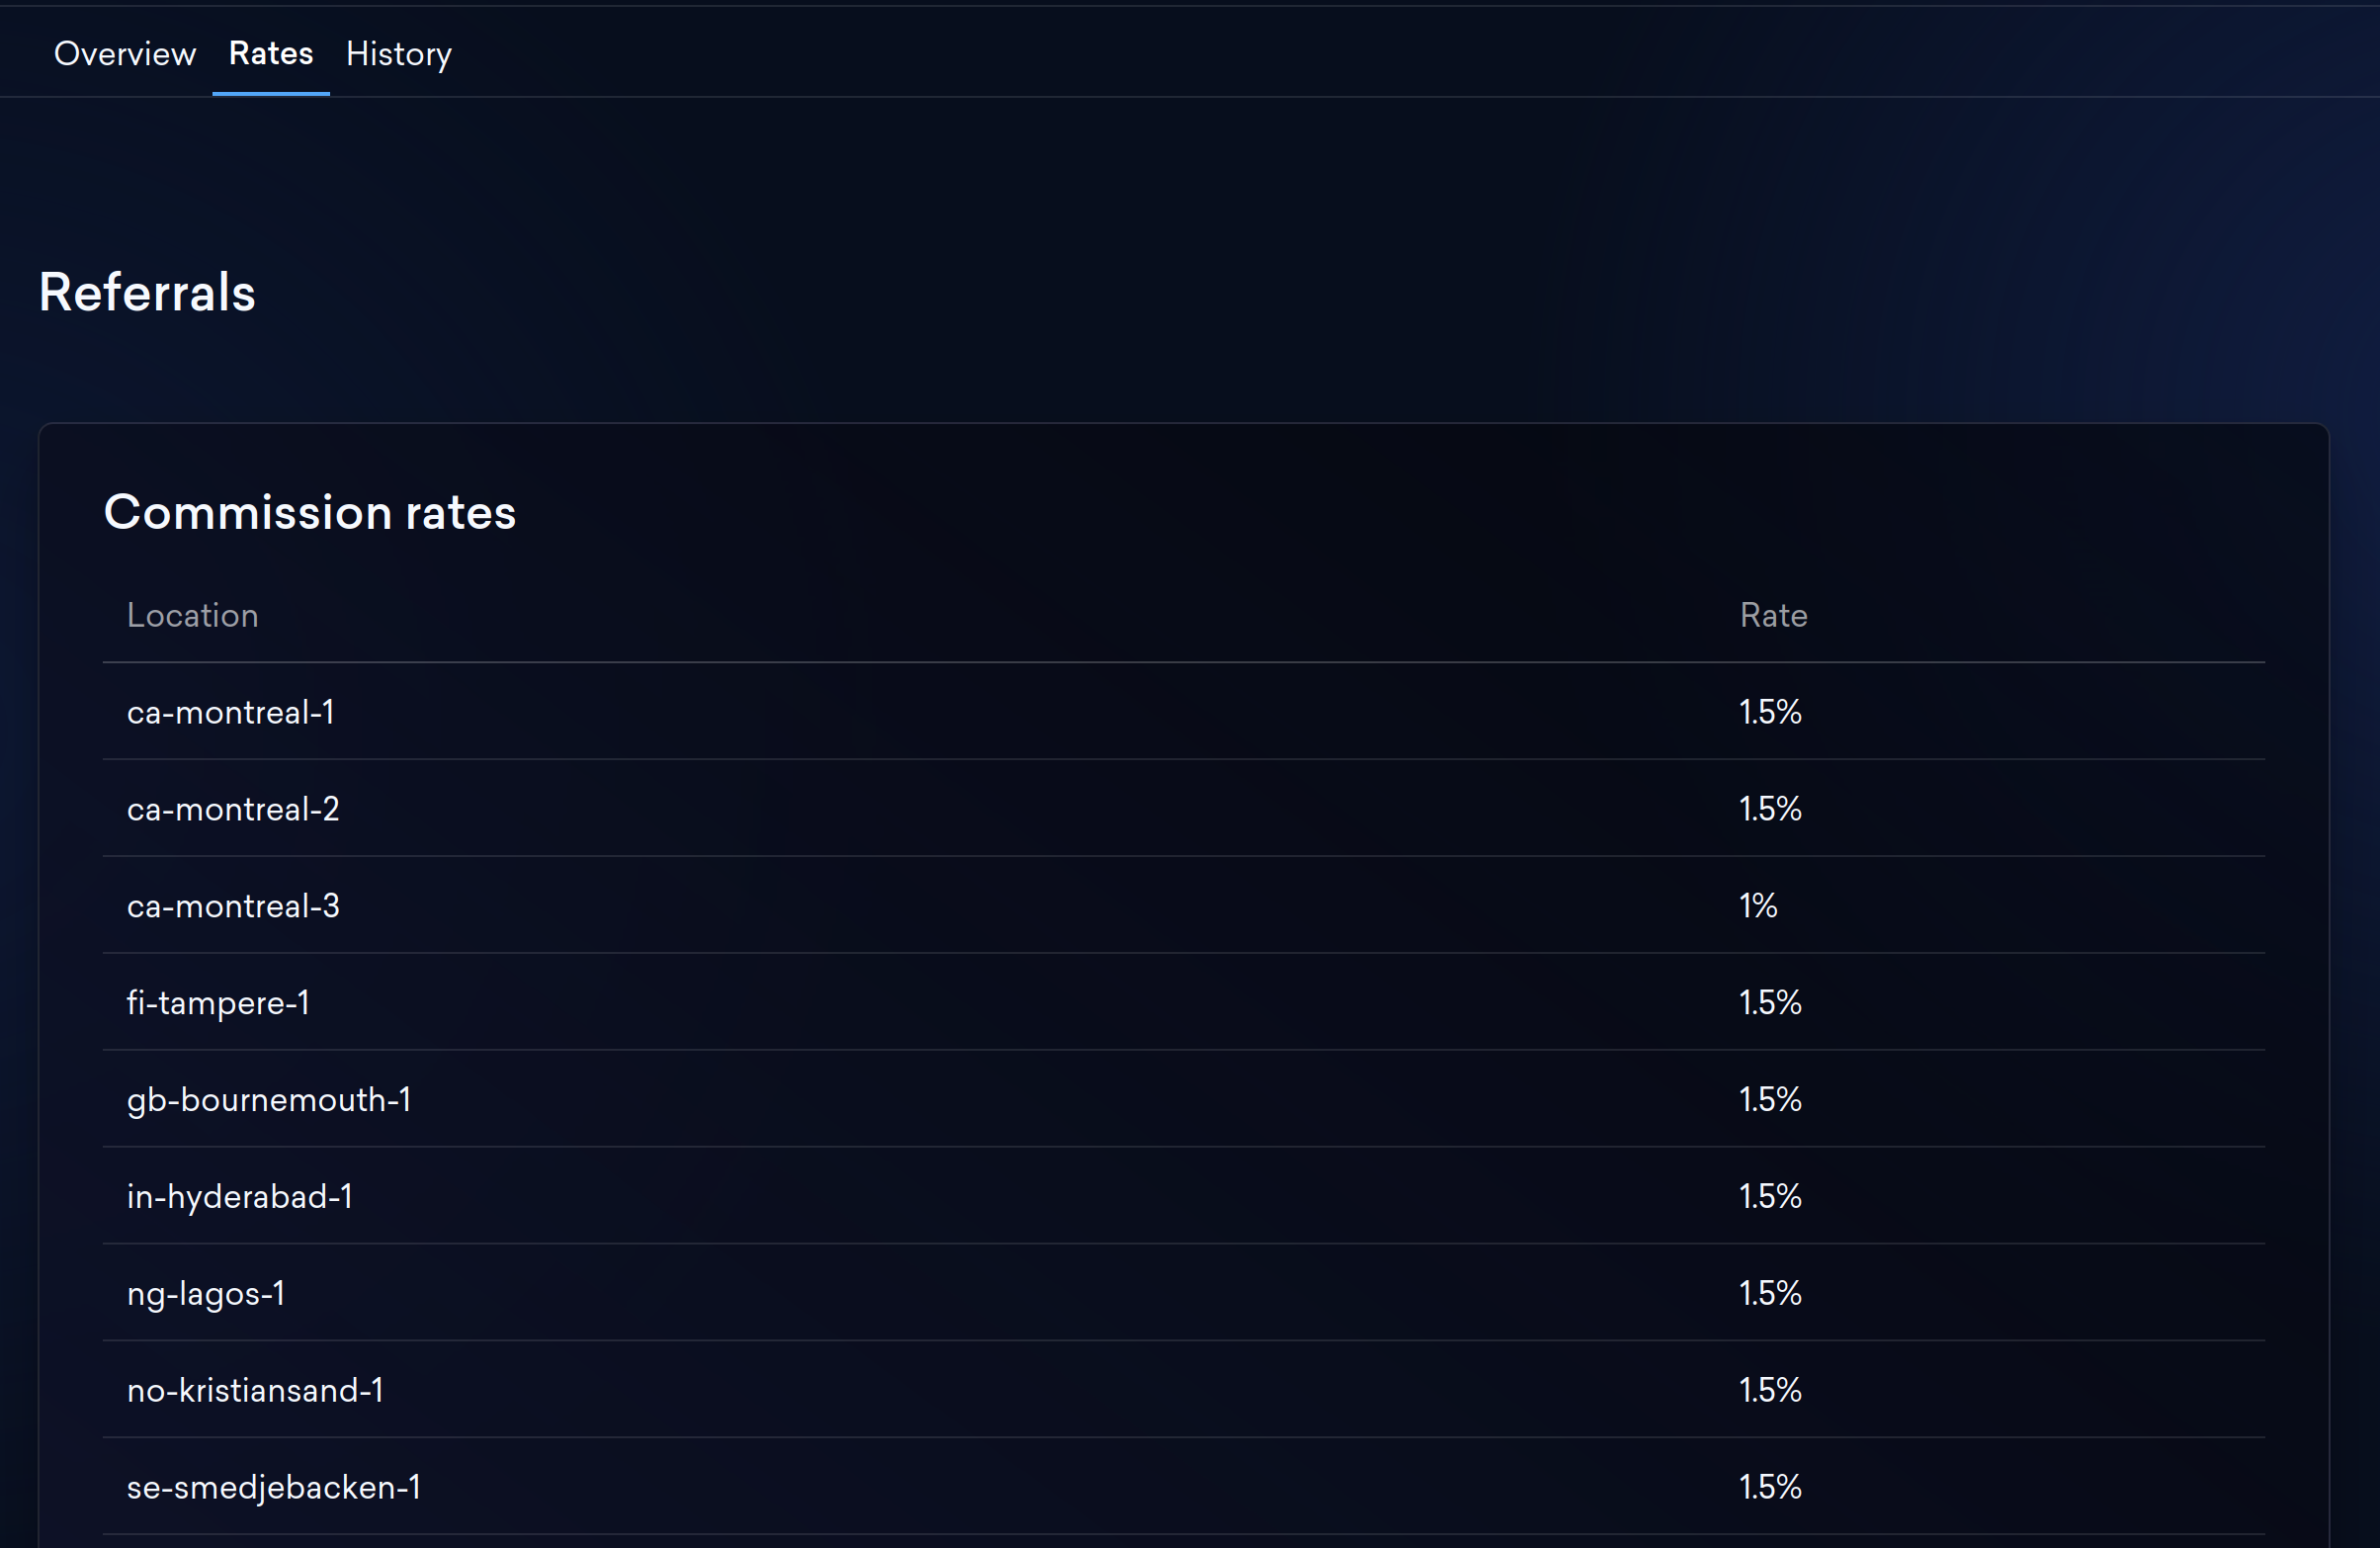 Overview Rates History
Referrals
Commission rates
Location Rate
ca-montreal-1 1.5%
ca-montreal-2 1.5%
ca-montreal-3 1%
fi-tampere-1 1.5%
gb-bournemouth-1 1.5%
in-hyderabad-1 1.5%
ng-lagos-1 1.5%
no-kristiansand-1 1.5%
se-smedjebacken-1 1.5%